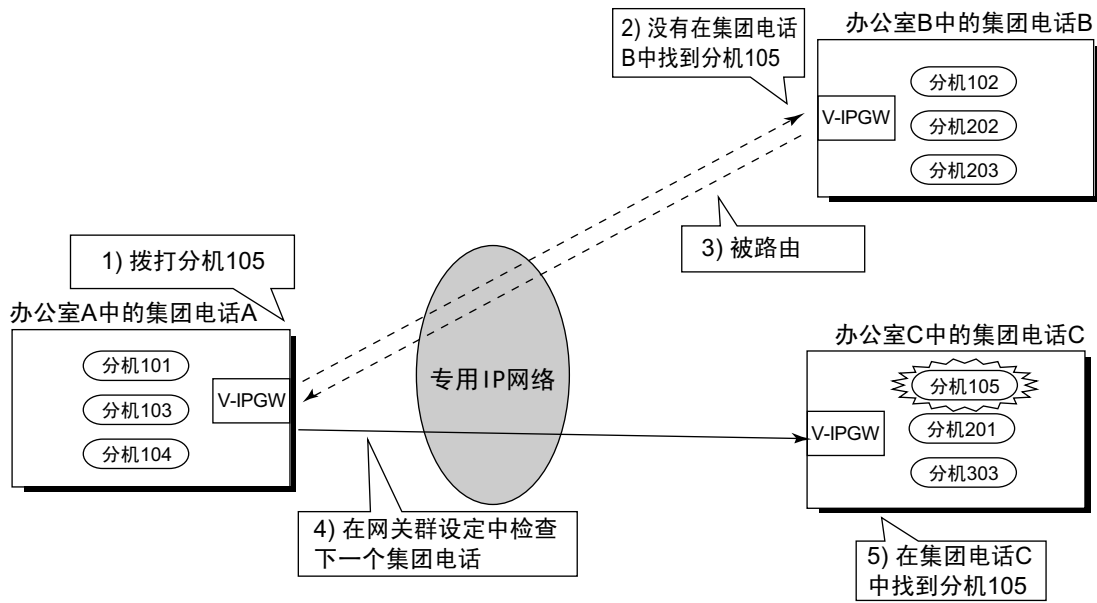 办公室B中的集团电话B
2) 没有在集团电话
B中找到分机105
分机102
V-IPGW
分机202
分机203
3) 被路由
1) 拨打分机105
办公室A中的集团电话A
分机101
V-IPGW
分机103
分机104
专用IP网络
办公室C中的集团电话C
分机105
V-IPGW
分机201
分机303
4) 在网关群设定中检查
下一个集团电话
5) 在集团电话C
中找到分机105